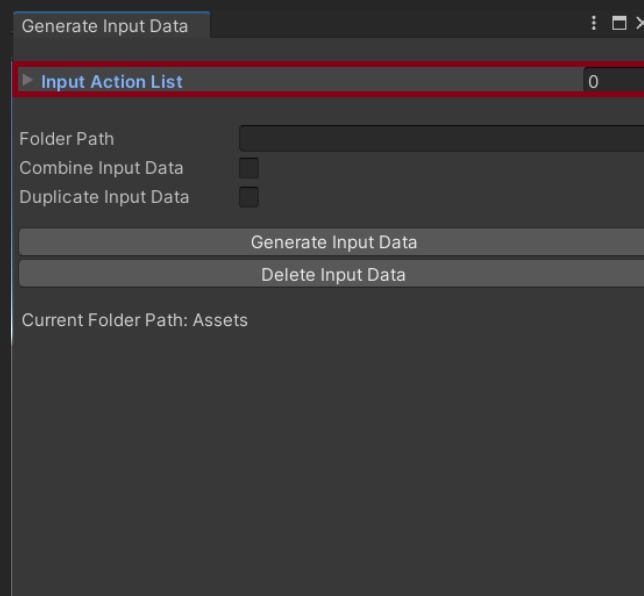 Generate Input Data
Input Action List 0
Folder Path
Combine Input Data
Duplicate Input Data
Generate Input Data
Delete Input Data
Current Folder Path: Assets